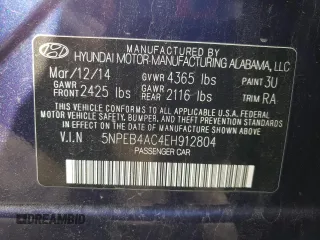 MANUFACTURED BY
HYUNDAI MOTOR MANUFACTURING ALABAMA, LLC
Mar/12/14 GVWR 4365 lbs PAINT 3U
GAWR FRONT 2425 lbs GAWR REAR 2116 lbs TRIM RA
THIS VEHICLE CONFORMS TO ALL APPLICABLE U.S.A FEDERAL
MOTOR VEHICLE SAFETY, BUMPER, AND THEFT PREVENTION
STANDARDS IN EFFECT ON THE DATE OF MANUFACTURE SHOWN ABOVE.
V.I.N 5NPEB4AC4EH912804
PASSENGER CAR
DREAMBID